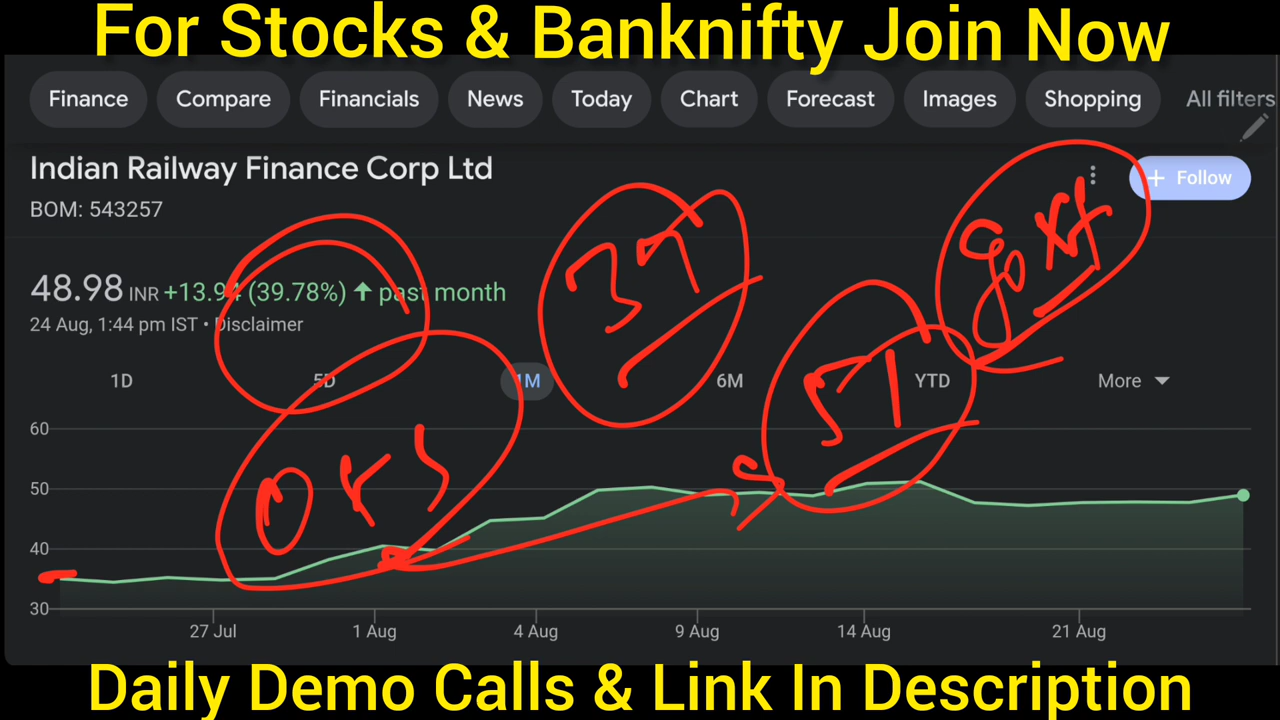 For Stocks & Banknifty Join Now
Finance Compare Financials News Today Chart Forecast Images Shopping All filters
Indian Railway Finance Corp Ltd
+ Follow
BOM: 543257
48.98 INR +13.94 (39.78%) ↑ past month
24 Aug, 1:44 pm IST • Disclaimer
1D 5D 1M 6M YTD More
60
50
40
30
27 Jul 1 Aug 4 Aug 9 Aug 14 Aug 21 Aug
Daily Demo Calls & Link In Description